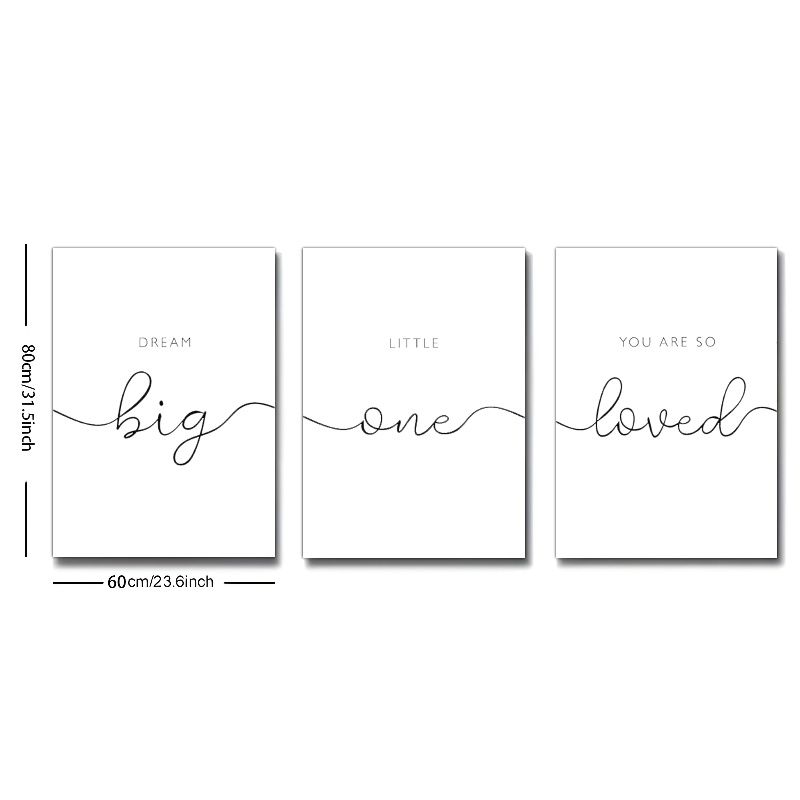 DREAM
big
LITTLE
one
YOU ARE SO
loved
80cm/31.5inch
60cm/23.6inch